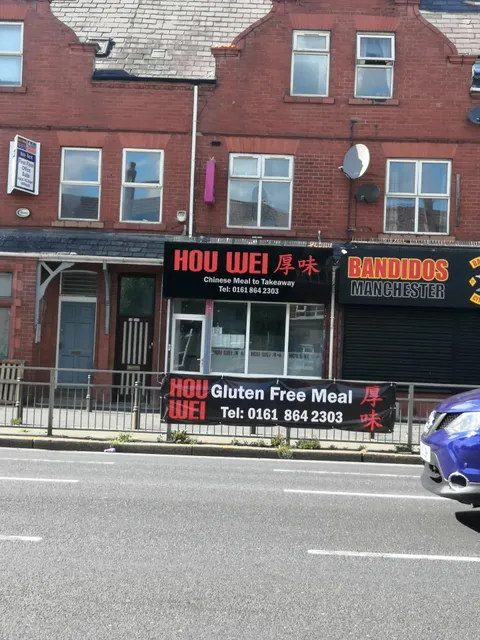 HOU WEI 厚味
Chinese Meal to Takeaway
Tel: 0161 864 2303
BANDIDOS
MANCHESTER
HOU WEI
Gluten Free Meal
Tel: 0161 864 2303
厚味